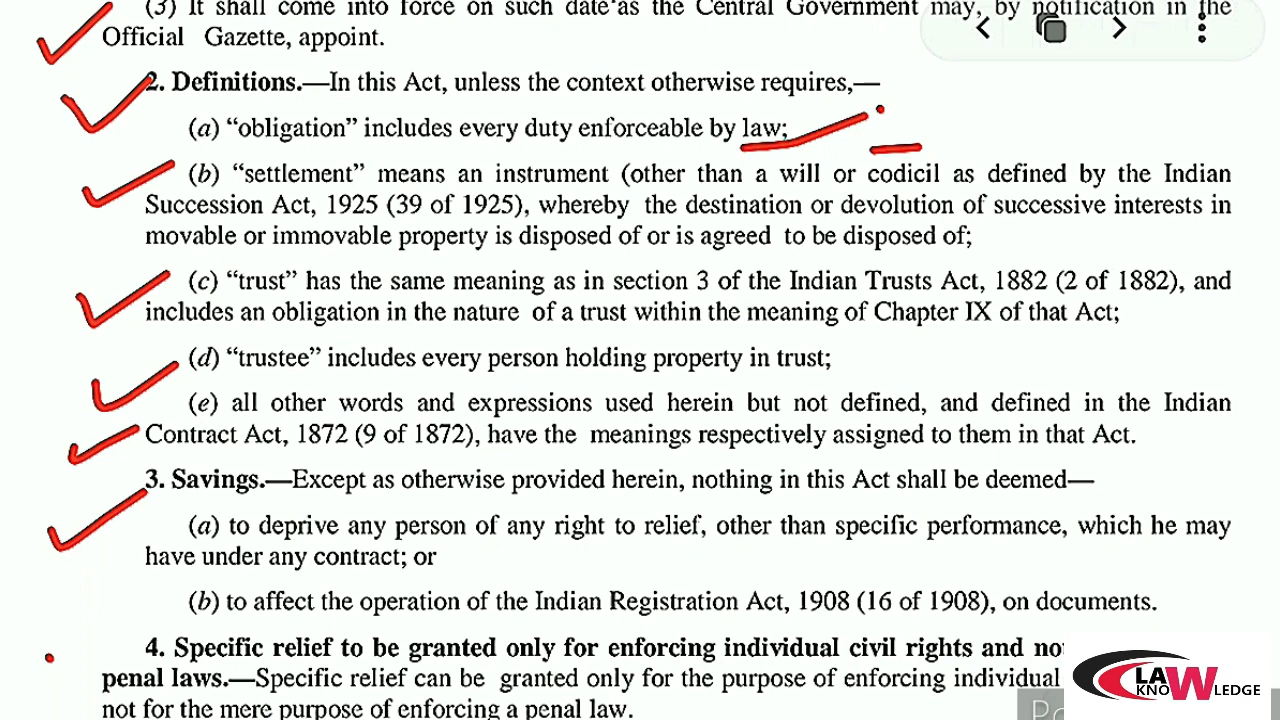 (3) It shall come into force on such date as the Central Government may, by notification in the
Official Gazette, appoint.
2. Definitions.—In this Act, unless the context otherwise requires,—
(a) “obligation” includes every duty enforceable by law;
(b) “settlement” means an instrument (other than a will or codicil as defined by the Indian
Succession Act, 1925 (39 of 1925), whereby the destination or devolution of successive interests in
movable or immovable property is disposed of or is agreed to be disposed of;
(c) “trust” has the same meaning as in section 3 of the Indian Trusts Act, 1882 (2 of 1882), and
includes an obligation in the nature of a trust within the meaning of Chapter IX of that Act;
(d) “trustee” includes every person holding property in trust;
(e) all other words and expressions used herein but not defined, and defined in the Indian
Contract Act, 1872 (9 of 1872), have the meanings respectively assigned to them in that Act.
3. Savings.—Except as otherwise provided herein, nothing in this Act shall be deemed—
(a) to deprive any person of any right to relief, other than specific performance, which he may
have under any contract; or
(b) to affect the operation of the Indian Registration Act, 1908 (16 of 1908), on documents.
4. Specific relief to be granted only for enforcing individual civil rights and no
penal laws.—Specific relief can be granted only for the purpose of enforcing individual
not for the mere purpose of enforcing a penal law.
LAW
KNOWLEDGE